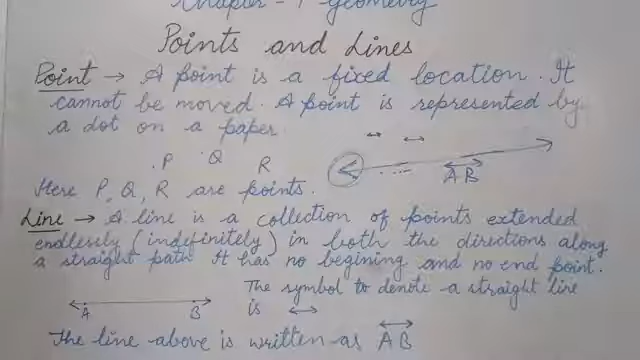 Chapter - 1 Geometry
Points and Lines
Point → A point is a fixed location. It
cannot be moved. A point is represented by
a dot on a paper.
.P .Q R
↔ ↔
AB
Here P, Q, R are points.
Line → A line is a collection of points extended
endlessly (indefinitely) in both the directions along
a straight path. It has no begining and no end point.
The symbol to denote a straight line
is ↔
A B
The line above is written as AB